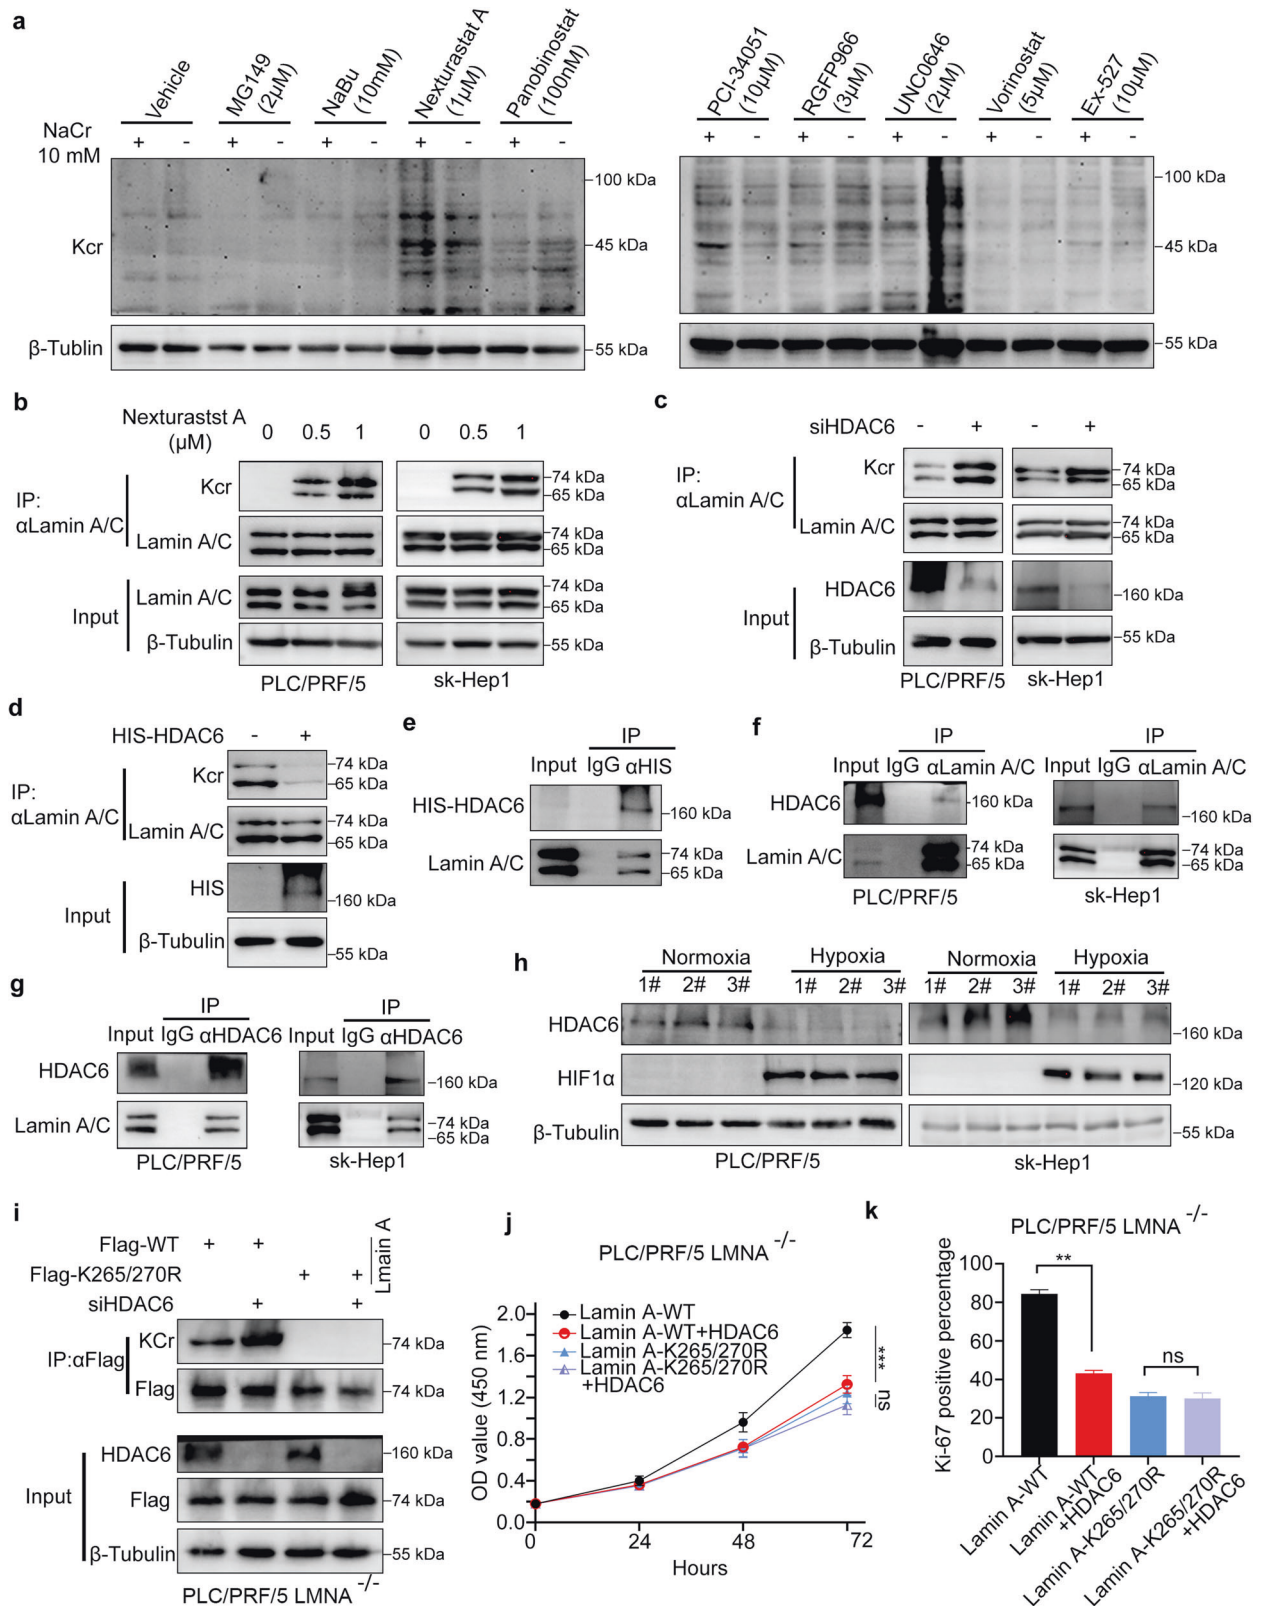 a
Vehicle
MG149
(2μM)
NaBu
(10mM)
Nexturastat A
(1μM)
Panobinostat
(100nM)
PCI-34051
(10μM)
RGFP966
(3μM)
UNC0646
(2μM)
Vorinostat
(5μM)
Ex-527
(10μM)
NaCr
10 mM
+ - + - + - + - + -
+ - + - + - + - + -
Kcr
100 kDa
45 kDa
100 kDa
45 kDa
β-Tublin
55 kDa
55 kDa
b
Nexturastst A
(μM)
0 0.5 1
0 0.5 1
IP:
αLamin A/C
Kcr
74 kDa
65 kDa
Lamin A/C
74 kDa
65 kDa
Input
Lamin A/C
74 kDa
65 kDa
β-Tubulin
55 kDa
PLC/PRF/5
sk-Hep1
c
siHDAC6
- + - +
IP:
αLamin A/C
Kcr
74 kDa
65 kDa
Lamin A/C
74 kDa
65 kDa
Input
HDAC6
160 kDa
β-Tubulin
55 kDa
PLC/PRF/5
sk-Hep1
d
HIS-HDAC6 - +
IP:
αLamin A/C
Kcr
74 kDa
65 kDa
Lamin A/C
74 kDa
65 kDa
Input
HIS
160 kDa
β-Tubulin
55 kDa
e
IP
Input IgG αHIS
HIS-HDAC6
160 kDa
Lamin A/C
74 kDa
65 kDa
f
IP
Input IgG αLamin A/C
IP
Input IgG αLamin A/C
HDAC6
160 kDa
160 kDa
Lamin A/C
74 kDa
65 kDa
74 kDa
65 kDa
PLC/PRF/5
sk-Hep1
g
IP
Input IgG αHDAC6
IP
Input IgG αHDAC6
HDAC6
160 kDa
Lamin A/C
74 kDa
65 kDa
PLC/PRF/5
sk-Hep1
h
Normoxia Hypoxia Normoxia Hypoxia
1# 2# 3# 1# 2# 3# 1# 2# 3# 1# 2# 3#
HDAC6
160 kDa
HIF1α
120 kDa
β-Tubulin
55 kDa
PLC/PRF/5
sk-Hep1
i
Flag-WT + +
Flag-K265/270R + +
siHDAC6 + +
Lmain A
IP:αFlag
KCr
74 kDa
Flag
74 kDa
Input
HDAC6
160 kDa
Flag
74 kDa
β-Tubulin
55 kDa
PLC/PRF/5 LMNA -/-
j
PLC/PRF/5 LMNA -/-
OD value (450 nm)
2.0
1.6
1.2
0.8
0.4
0.0
Lamin A-WT
Lamin A-WT+HDAC6
Lamin A-K265/270R
Lamin A-K265/270R
+HDAC6
***
ns
0 24 48 72
Hours
k
PLC/PRF/5 LMNA -/-
Ki-67 positive percentage
100
80
60
40
20
0
**
ns
Lamin A-WT
Lamin A-WT
+HDAC6
Lamin A-K265/270R
Lamin A-K265/270R
+HDAC6